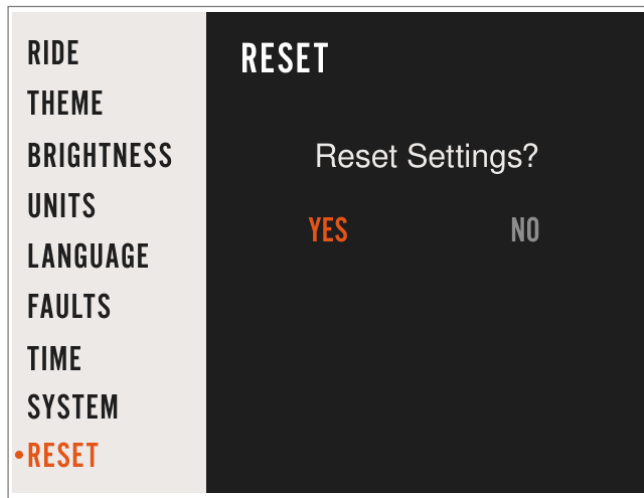 RIDE
THEME
BRIGHTNESS
UNITS
LANGUAGE
FAULTS
TIME
SYSTEM
RESET
RESET
Reset Settings?
YES NO